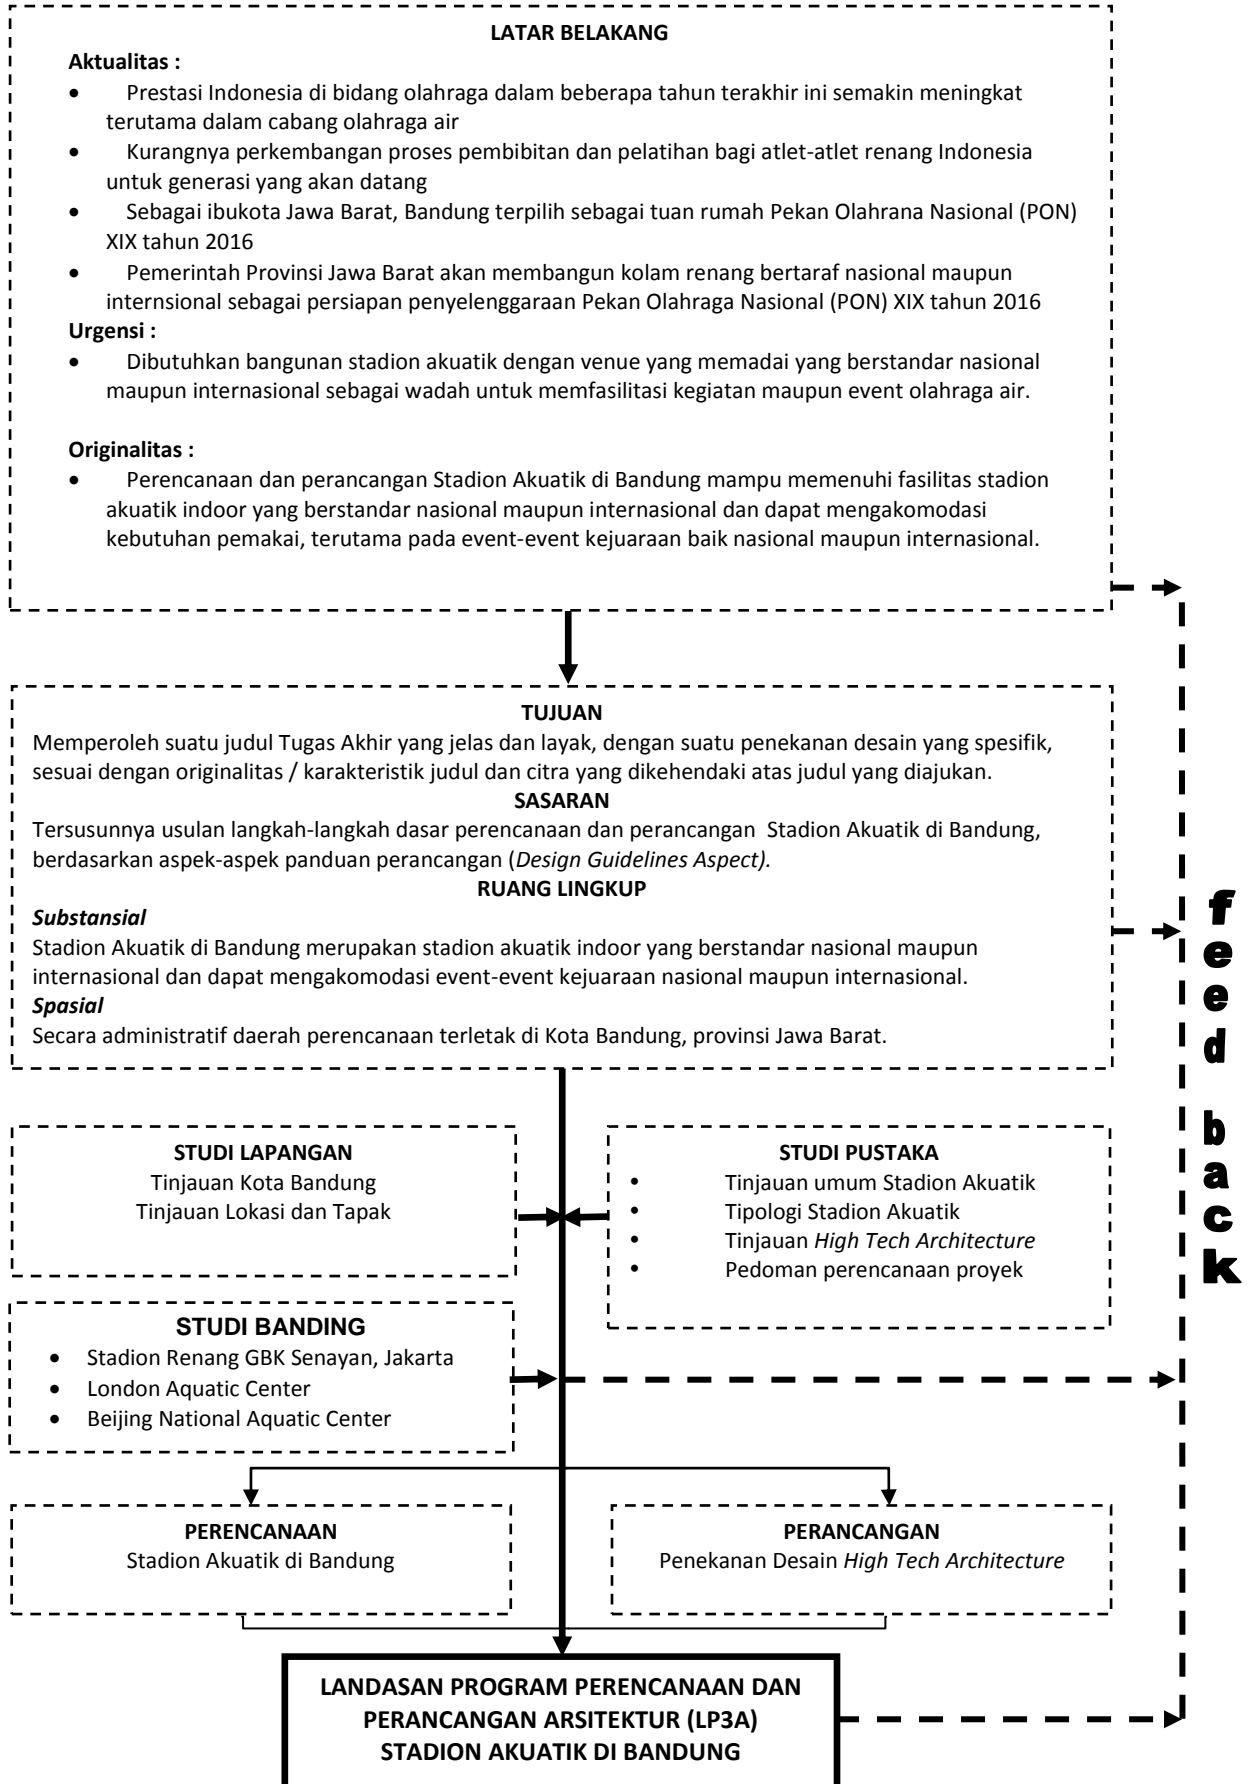 LATAR BELAKANG
Aktualitas :
• Prestasi Indonesia di bidang olahraga dalam beberapa tahun terakhir ini semakin meningkat
terutama dalam cabang olahraga air
• Kurangnya perkembangan proses pembibitan dan pelatihan bagi atlet-atlet renang Indonesia
untuk generasi yang akan datang
• Sebagai ibukota Jawa Barat, Bandung terpilih sebagai tuan rumah Pekan Olahrana Nasional (PON)
XIX tahun 2016
• Pemerintah Provinsi Jawa Barat akan membangun kolam renang bertaraf nasional maupun
internsional sebagai persiapan penyelenggaraan Pekan Olahraga Nasional (PON) XIX tahun 2016
Urgensi :
• Dibutuhkan bangunan stadion akuatik dengan venue yang memadai yang berstandar nasional
maupun internasional sebagai wadah untuk memfasilitasi kegiatan maupun event olahraga air.
Originalitas :
• Perencanaan dan perancangan Stadion Akuatik di Bandung mampu memenuhi fasilitas stadion
akuatik indoor yang berstandar nasional maupun internasional dan dapat mengakomodasi
kebutuhan pemakai, terutama pada event-event kejuaraan baik nasional maupun internasional.
TUJUAN
Memperoleh suatu judul Tugas Akhir yang jelas dan layak, dengan suatu penekanan desain yang spesifik,
sesuai dengan originalitas / karakteristik judul dan citra yang dikehendaki atas judul yang diajukan.
SASARAN
Tersusunnya usulan langkah-langkah dasar perencanaan dan perancangan Stadion Akuatik di Bandung,
berdasarkan aspek-aspek panduan perancangan (Design Guidelines Aspect).
RUANG LINGKUP
Substansial
Stadion Akuatik di Bandung merupakan stadion akuatik indoor yang berstandar nasional maupun
internasional dan dapat mengakomodasi event-event kejuaraan nasional maupun internasional.
Spasial
Secara administratif daerah perencanaan terletak di Kota Bandung, provinsi Jawa Barat.
feed back
STUDI LAPANGAN
Tinjauan Kota Bandung
Tinjauan Lokasi dan Tapak
STUDI PUSTAKA
• Tinjauan umum Stadion Akuatik
• Tipologi Stadion Akuatik
• Tinjauan High Tech Architecture
• Pedoman perencanaan proyek
STUDI BANDING
• Stadion Renang GBK Senayan, Jakarta
• London Aquatic Center
• Beijing National Aquatic Center
PERENCANAAN
Stadion Akuatik di Bandung
PERANCANGAN
Penekanan Desain High Tech Architecture
LANDASAN PROGRAM PERENCANAAN DAN
PERANCANGAN ARSITEKTUR (LP3A)
STADION AKUATIK DI BANDUNG